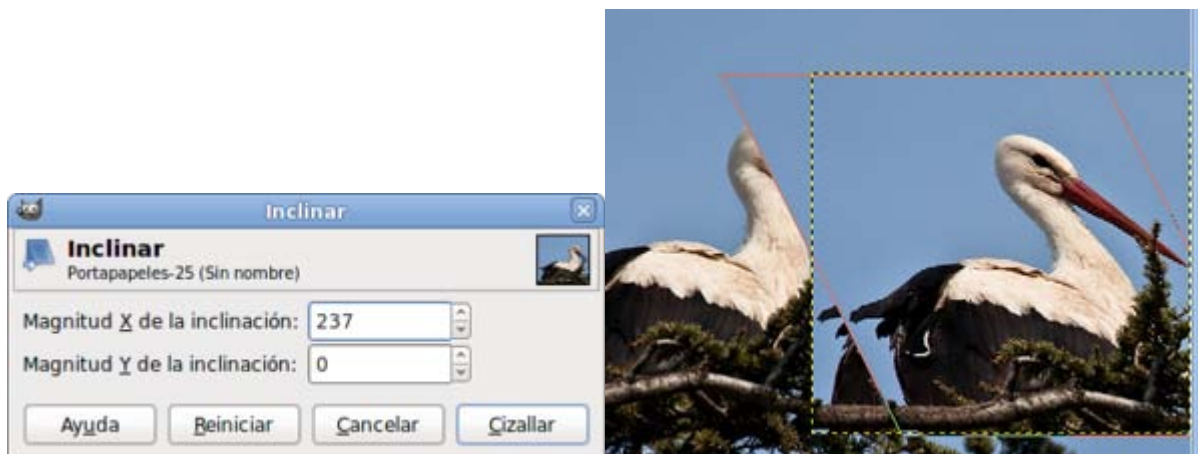 Inclinar
Inclinar
Portapapeles-25 (Sin nombre)
Magnitud X de la inclinación: 237
Magnitud Y de la inclinación: 0
Ayuda Reiniciar Cancelar Cizallar